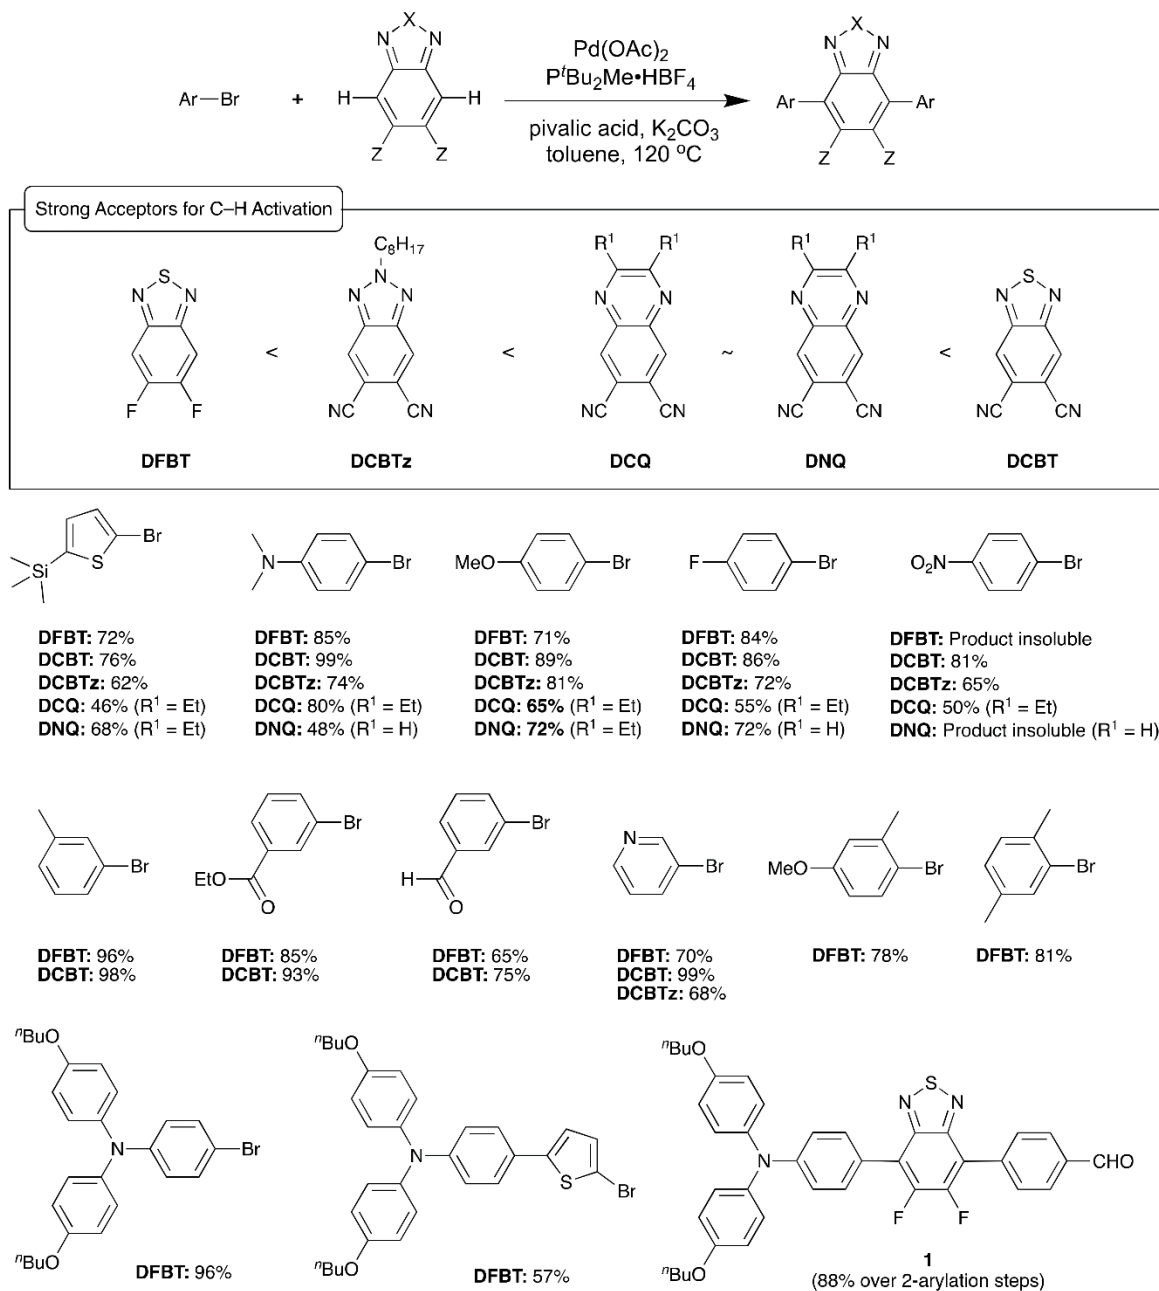 X
N N
Ar—Br + H H
Z Z
Pd(OAc)2
PtBu2Me•HBF4
pivalic acid, K2CO3
toluene, 120 oC
X
N N
Ar Ar
Z Z
Strong Acceptors for C–H Activation
S
N N
F F
DFBT
<
C8H17
N
N N
NC CN
DCBTz
<
R1 R1
N N
NC CN
DCQ
~
R1 R1
N N
NC CN
DNQ
<
S
N N
NC CN
DCBT
Si S Br
DFBT: 72%
DCBT: 76%
DCBTz: 62%
DCQ: 46% (R1 = Et)
DNQ: 68% (R1 = Et)
N Br
DFBT: 85%
DCBT: 99%
DCBTz: 74%
DCQ: 80% (R1 = Et)
DNQ: 48% (R1 = H)
MeO Br
DFBT: 71%
DCBT: 89%
DCBTz: 81%
DCQ: 65% (R1 = Et)
DNQ: 72% (R1 = Et)
F Br
DFBT: 84%
DCBT: 86%
DCBTz: 72%
DCQ: 55% (R1 = Et)
DNQ: 72% (R1 = H)
O2N Br
DFBT: Product insoluble
DCBT: 81%
DCBTz: 65%
DCQ: 50% (R1 = Et)
DNQ: Product insoluble (R1 = H)
Br
DFBT: 96%
DCBT: 98%
Br
EtO O
DFBT: 85%
DCBT: 93%
Br
H O
DFBT: 65%
DCBT: 75%
N Br
DFBT: 70%
DCBT: 99%
DCBTz: 68%
MeO Br
DFBT: 78%
Br
DFBT: 81%
nBuO
N Br
nBuO
DFBT: 96%
nBuO
N S Br
nBuO
DFBT: 57%
nBuO
S
N N
N CHO
F F
nBuO
1
(88% over 2-arylation steps)